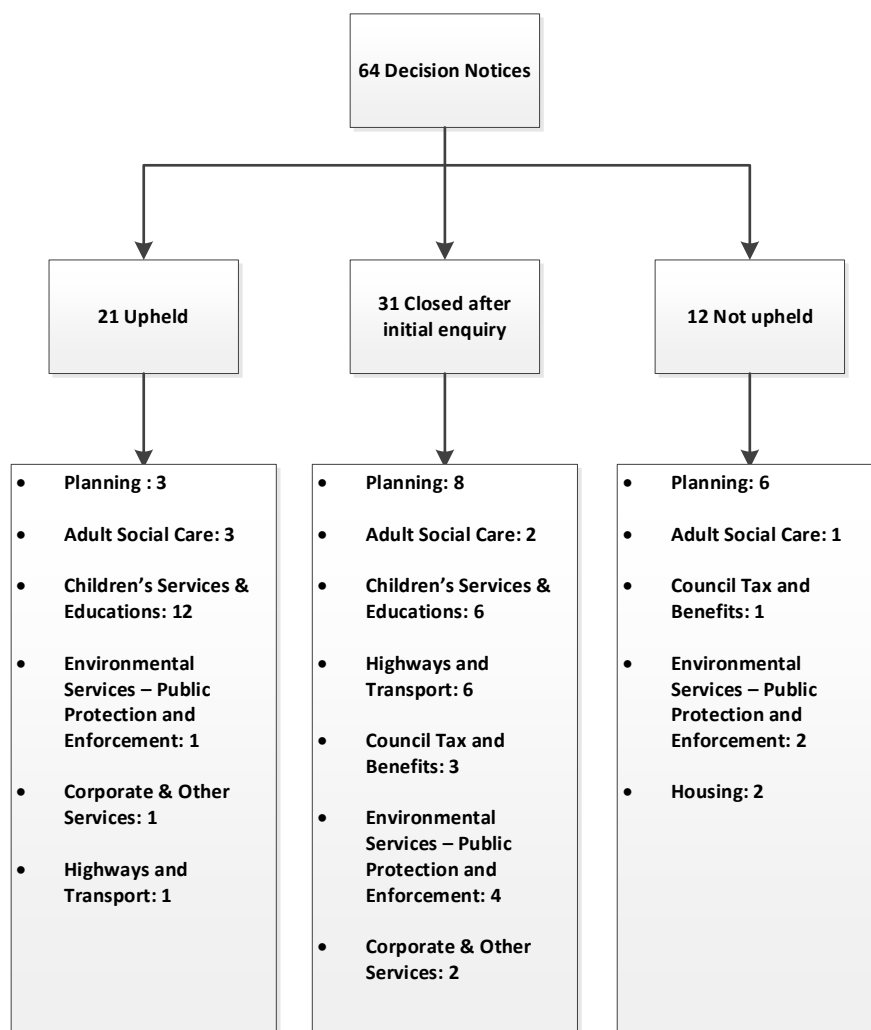 64 Decision Notices
21 Upheld
31 Closed after
initial enquiry
12 Not upheld
• Planning : 3
• Adult Social Care: 3
• Children’s Services &
Educations: 12
• Environmental
Services – Public
Protection and
Enforcement: 1
• Corporate & Other
Services: 1
• Highways and
Transport: 1
• Planning: 8
• Adult Social Care: 2
• Children’s Services &
Educations: 6
• Highways and
Transport: 6
• Council Tax and
Benefits: 3
• Environmental
Services – Public
Protection and
Enforcement: 4
• Corporate & Other
Services: 2
• Planning: 6
• Adult Social Care: 1
• Council Tax and
Benefits: 1
• Environmental
Services – Public
Protection and
Enforcement: 2
• Housing: 2